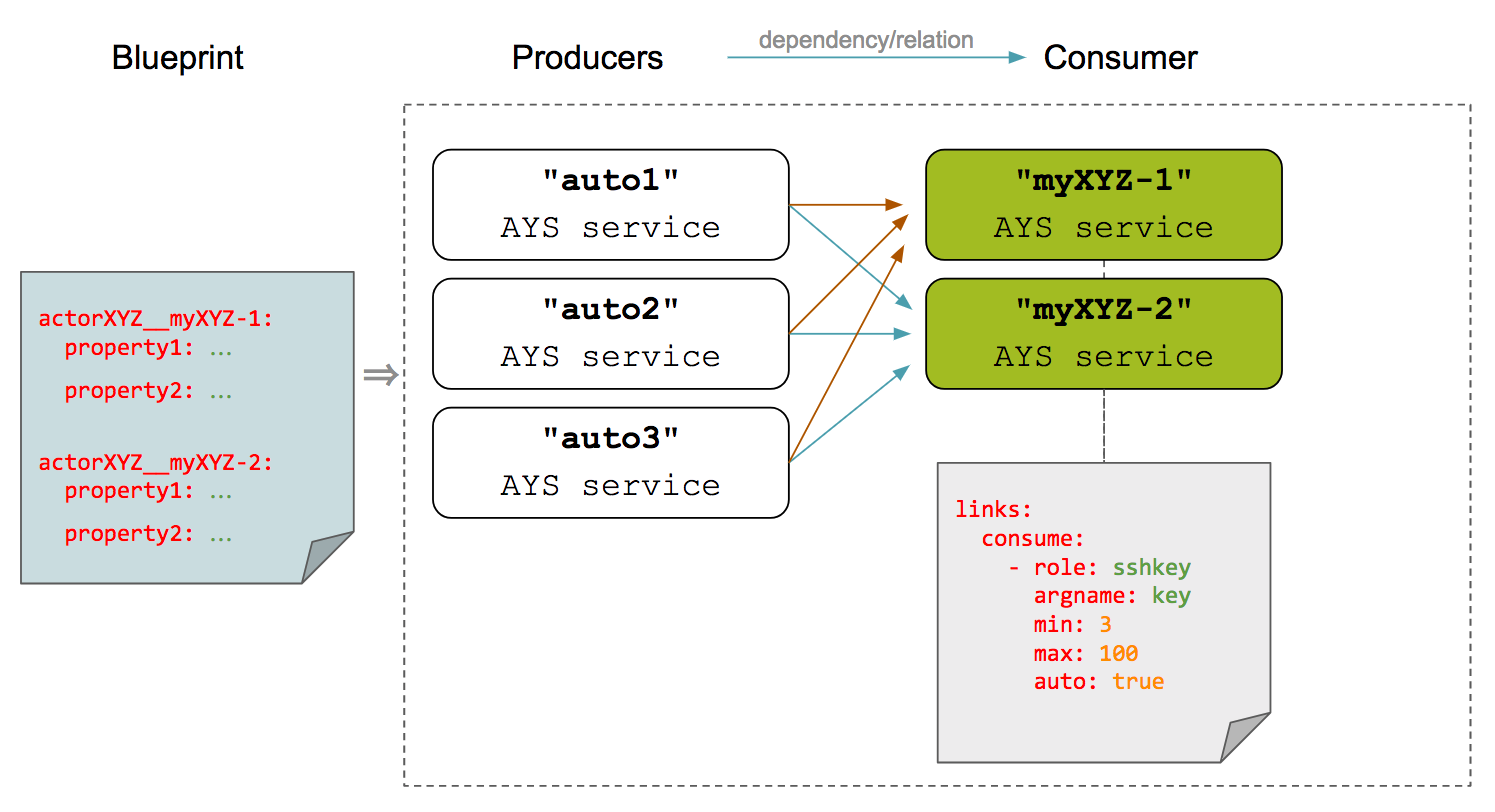 Blueprint
Producers
dependency/relation
Consumer
actorXYZ__myXYZ-1:
property1: ...
property2: ...
actorXYZ__myXYZ-2:
property1: ...
property2: ...
⇒
"auto1"
AYS service
"auto2"
AYS service
"auto3"
AYS service
"myXYZ-1"
AYS service
"myXYZ-2"
AYS service
links:
consume:
- role: sshkey
argname: key
min: 3
max: 100
auto: true